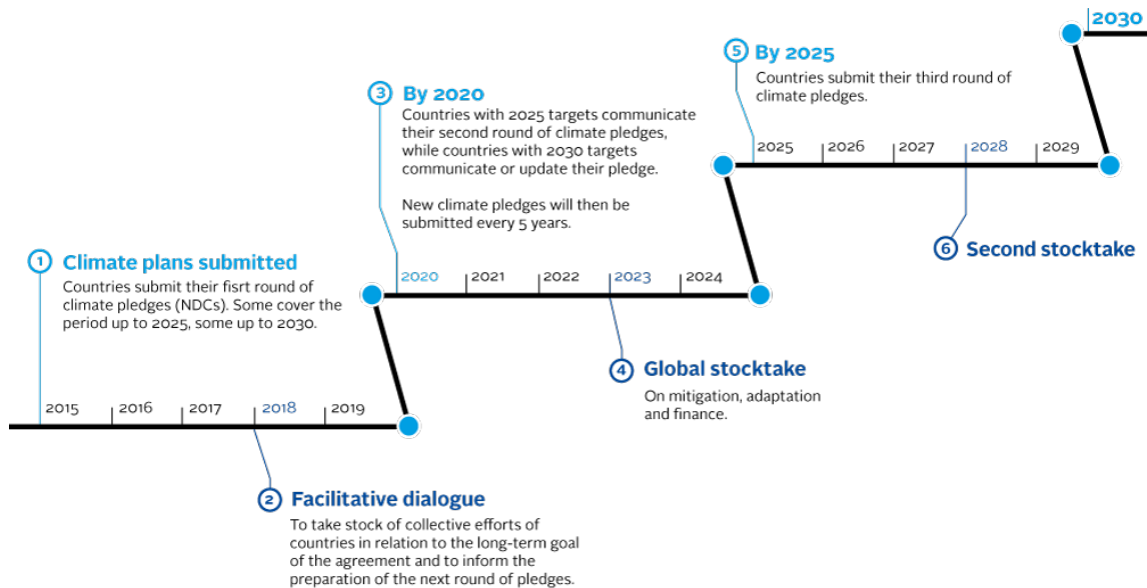 1 Climate plans submitted
Countries submit their fisrt round of
climate pledges (NDCs). Some cover the
period up to 2025, some up to 2030.
2015 2016 2017 2018 2019
2 Facilitative dialogue
To take stock of collective efforts of
countries in relation to the long-term goal
of the agreement and to inform the
preparation of the next round of pledges.
3 By 2020
Countries with 2025 targets communicate
their second round of climate pledges,
while countries with 2030 targets
communicate or update their pledge.
New climate pledges will then be
submitted every 5 years.
2020 2021 2022 2023 2024
4 Global stocktake
On mitigation, adaptation
and finance.
5 By 2025
Countries submit their third round of
climate pledges.
2025 2026 2027 2028 2029
6 Second stocktake
2030